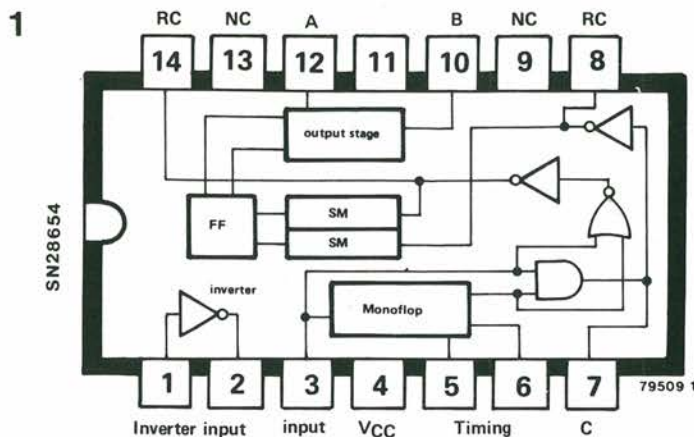 1
RC NC A B NC RC
14 13 12 11 10 9 8
output stage
FF
SM
SM
inverter
Monoflop
SN28654
1 2 3 4 5 6 7
79509 1
Inverter input input VCC Timing C